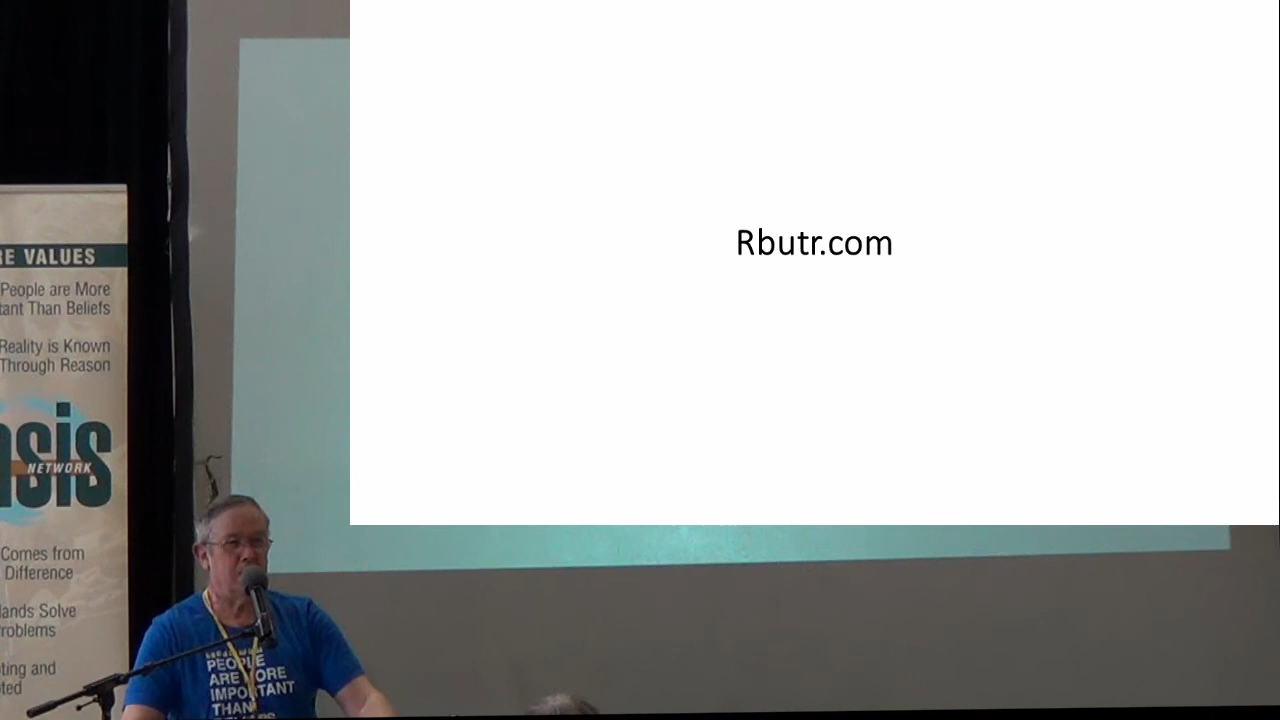 Rbutr.com
RE VALUES
People are More
tant Than Beliefs
Reality is Known
Through Reason
asis
NETWORK
Comes from
Difference
ands Solve
roblems
ting and
ted
PEOPLE
ARE MORE
IMPORTANT
THAN